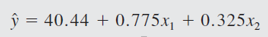 ŷ = 40.44 + 0.775x₁ + 0.325x₂